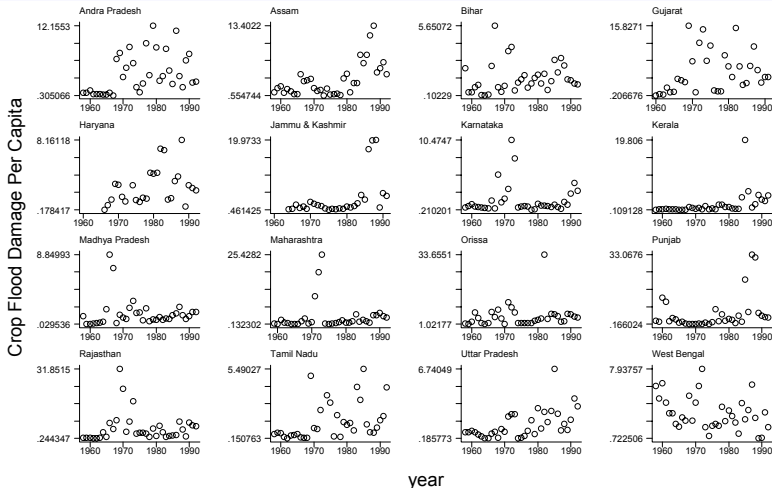 Crop Flood Damage Per Capita
Andra Pradesh
12.1553
.305066
1960 1970 1980 1990
Assam
13.4022
.554744
1960 1970 1980 1990
Bihar
5.65072
.10229
1960 1970 1980 1990
Gujarat
15.8271
.206676
1960 1970 1980 1990
Haryana
8.16118
.178417
1960 1970 1980 1990
Jammu & Kashmir
19.9733
.461425
1960 1970 1980 1990
Karnataka
10.4747
.210201
1960 1970 1980 1990
Kerala
19.806
.109128
1960 1970 1980 1990
Madhya Pradesh
8.84993
.029536
1960 1970 1980 1990
Maharashtra
25.4282
.132302
1960 1970 1980 1990
Orissa
33.6551
1.02177
1960 1970 1980 1990
Punjab
33.0676
.166024
1960 1970 1980 1990
Rajasthan
31.8515
.244347
1960 1970 1980 1990
Tamil Nadu
5.49027
.150763
1960 1970 1980 1990
Uttar Pradesh
6.74049
.185773
1960 1970 1980 1990
West Bengal
7.93757
.722506
1960 1970 1980 1990
year